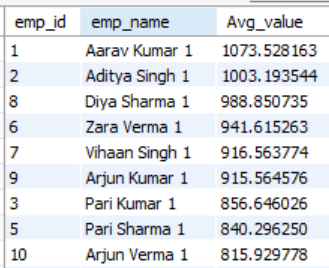 emp_id emp_name Avg_value
1 Aarav Kumar 1 1073.528163
2 Aditya Singh 1 1003.193544
8 Diya Sharma 1 988.850735
6 Zara Verma 1 941.615263
7 Vihaan Singh 1 916.563774
9 Arjun Kumar 1 915.564576
3 Pari Kumar 1 856.646026
5 Pari Sharma 1 840.296250
10 Arjun Verma 1 815.929778